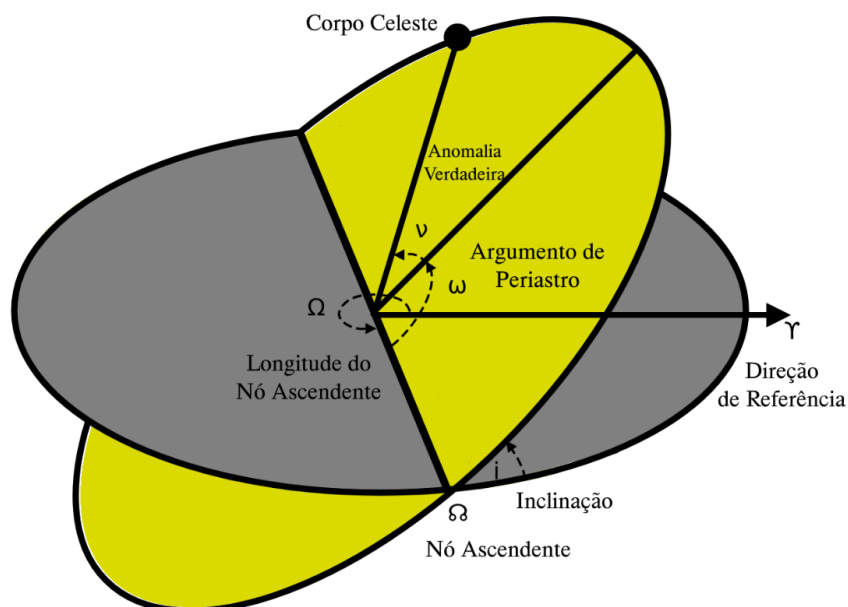 Corpo Celeste
Anomalia
Verdadeira
ν
Argumento de
Periastro
ω
Ω
ϒ
Longitude do
Nó Ascendente
Direção
de Referência
i
Inclinação
☊
Nó Ascendente